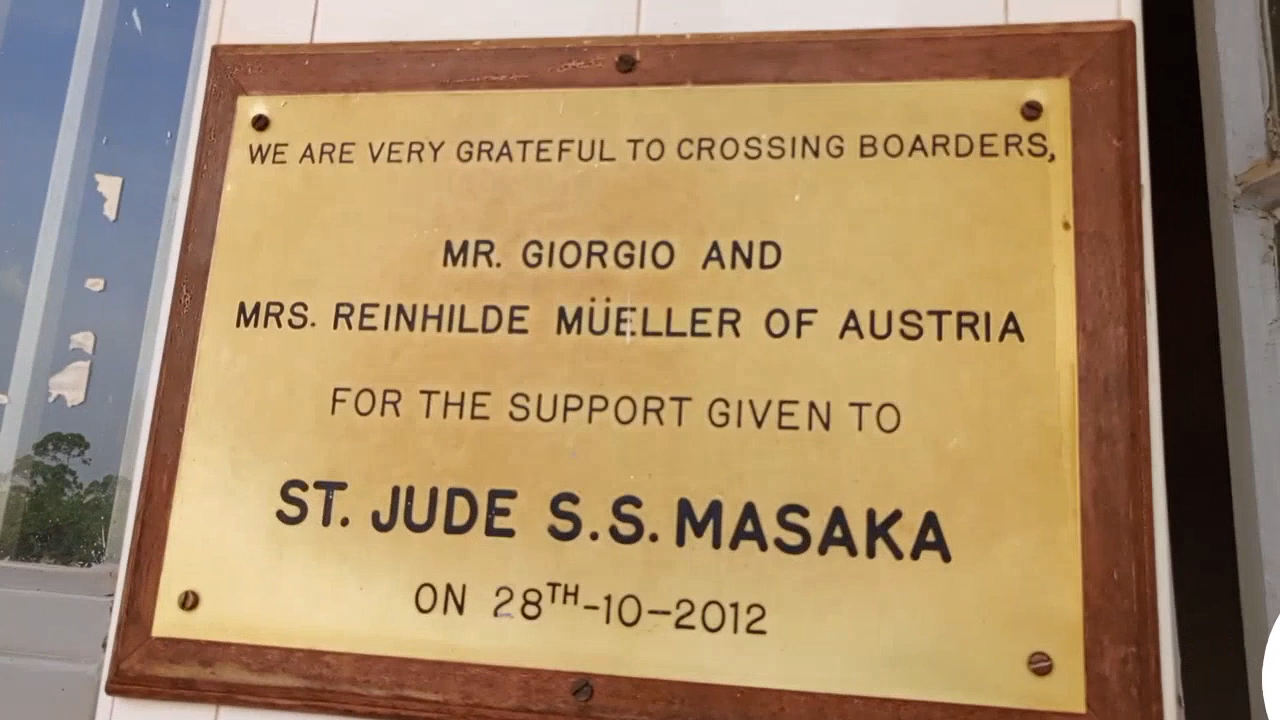 WE ARE VERY GRATEFUL TO CROSSING BOARDERS,
MR. GIORGIO AND
MRS. REINHILDE MÜELLER OF AUSTRIA
FOR THE SUPPORT GIVEN TO
ST. JUDE S.S. MASAKA
ON 28TH-10-2012